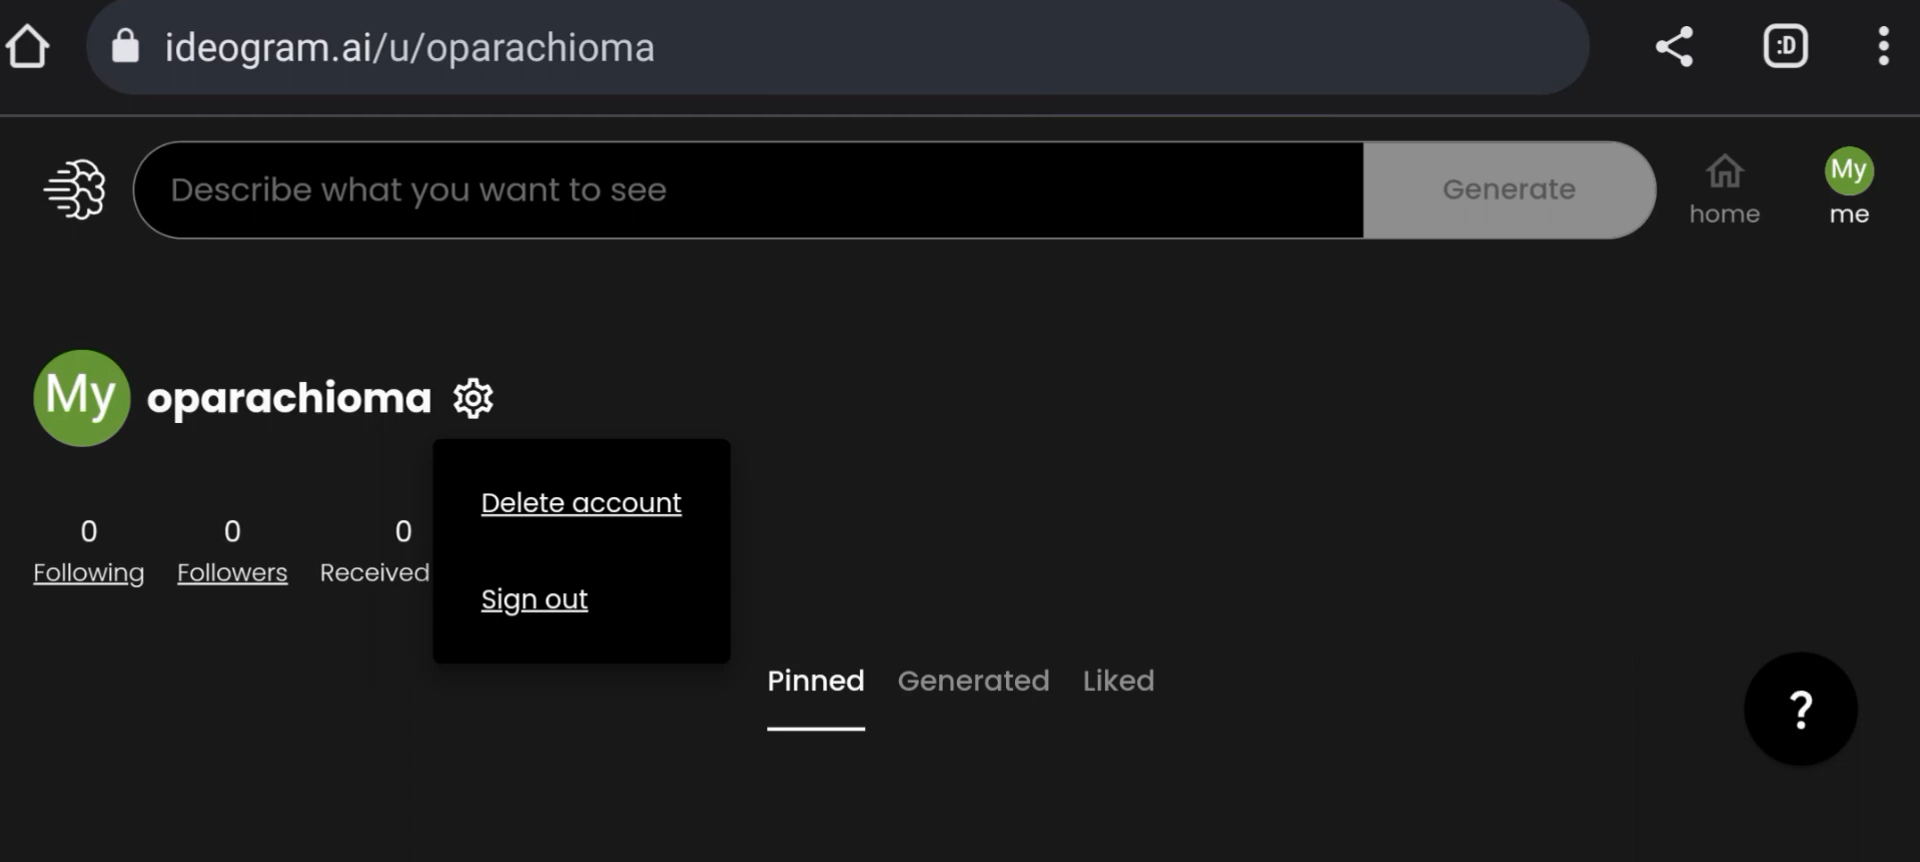 ideogram.ai/u/oparachioma
:D
Describe what you want to see
Generate
home
My
me
My
oparachioma
Delete account
Sign out
0
Following
0
Followers
0
Received
Pinned
Generated
Liked
?